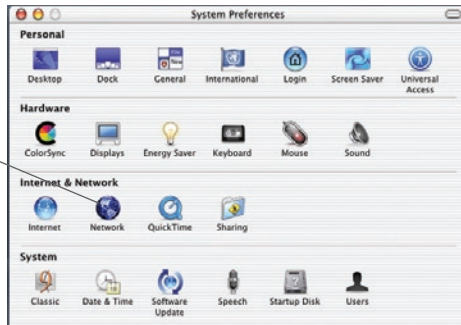 System Preferences
Personal
Desktop Dock General International Login Screen Saver Universal Access
Hardware
ColorSync Displays Energy Saver Keyboard Mouse Sound
Internet & Network
Internet Network QuickTime Sharing
System
Classic Date & Time Software Update Speech Startup Disk Users